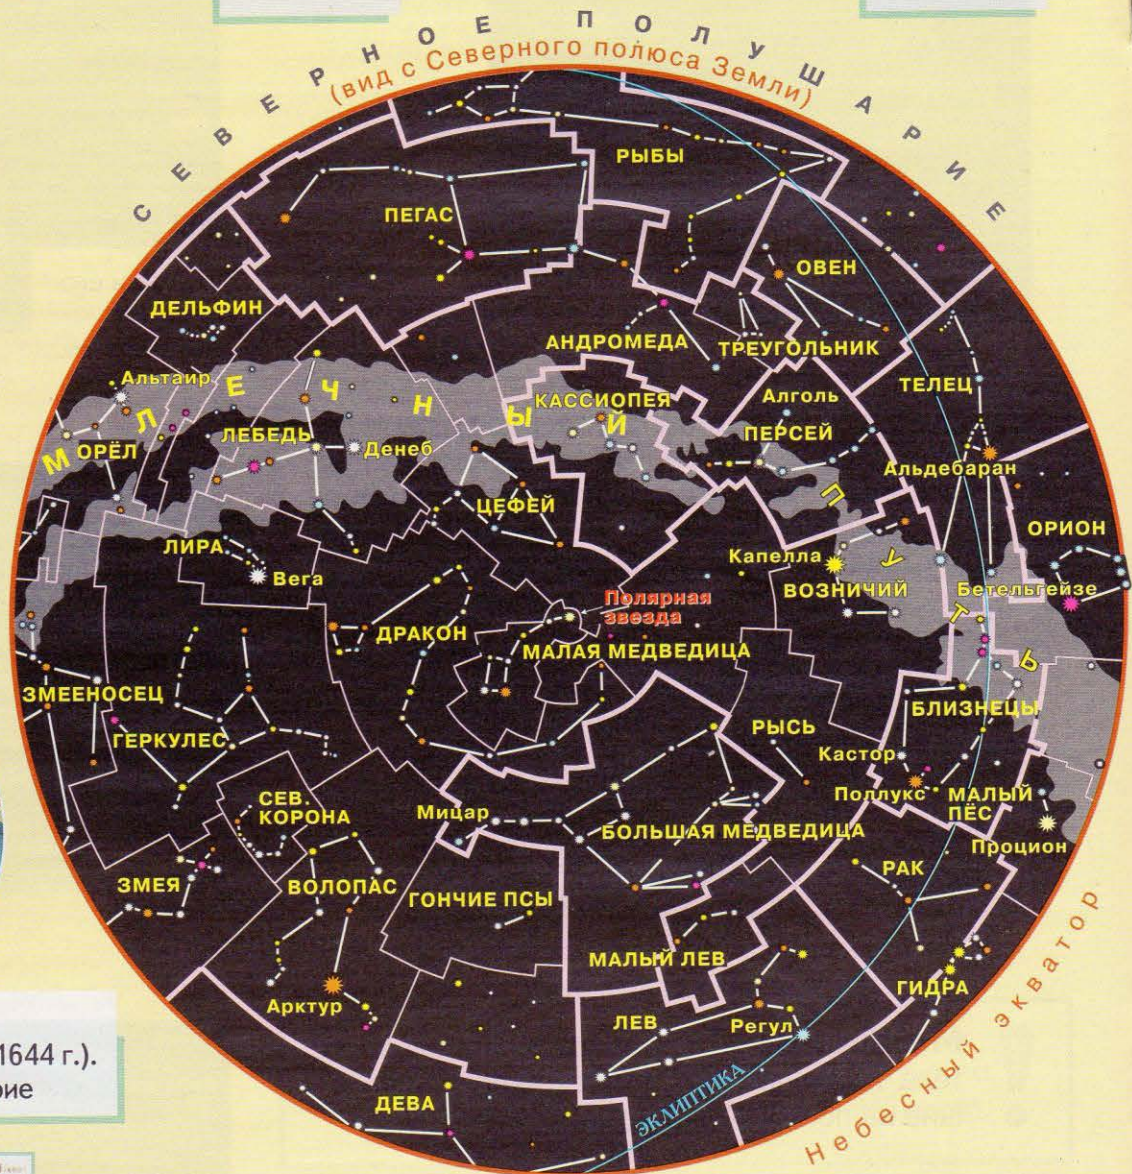 СЕВЕРНОЕ ПОЛУШАРИЕ
(вид с Северного полюса Земли)
РЫБЫ
ПЕГАС
ОВЕН
ДЕЛЬФИН
АНДРОМЕДА
ТРЕУГОЛЬНИК
Альтаир
МЛЕЧНЫЙ ПУТЬ
КАССИОПЕЯ
Алголь
ТЕЛЕЦ
ОРЁЛ
ЛЕБЕДЬ
Денеб
ПЕРСЕЙ
Альдебаран
ЦЕФЕЙ
ОРИОН
ЛИРА
Вега
Капелла
ВОЗНИЧИЙ
Бетельгейзе
Полярная
звезда
ДРАКОН
МАЛАЯ МЕДВЕДИЦА
ЗМЕЕНОСЕЦ
ГЕРКУЛЕС
РЫСЬ
БЛИЗНЕЦЫ
Кастор
Поллукс
МАЛЫЙ
ПЁС
Процион
СЕВ.
КОРОНА
Мицар
БОЛЬШАЯ МЕДВЕДИЦА
ЗМЕЯ
ВОЛОПАС
ГОНЧИЕ ПСЫ
РАК
МАЛЫЙ ЛЕВ
ГИДРА
Арктур
ЛЕВ
Регул
ДЕВА
ЭКЛИПТИКА
Небесный экватор
1644 г.).